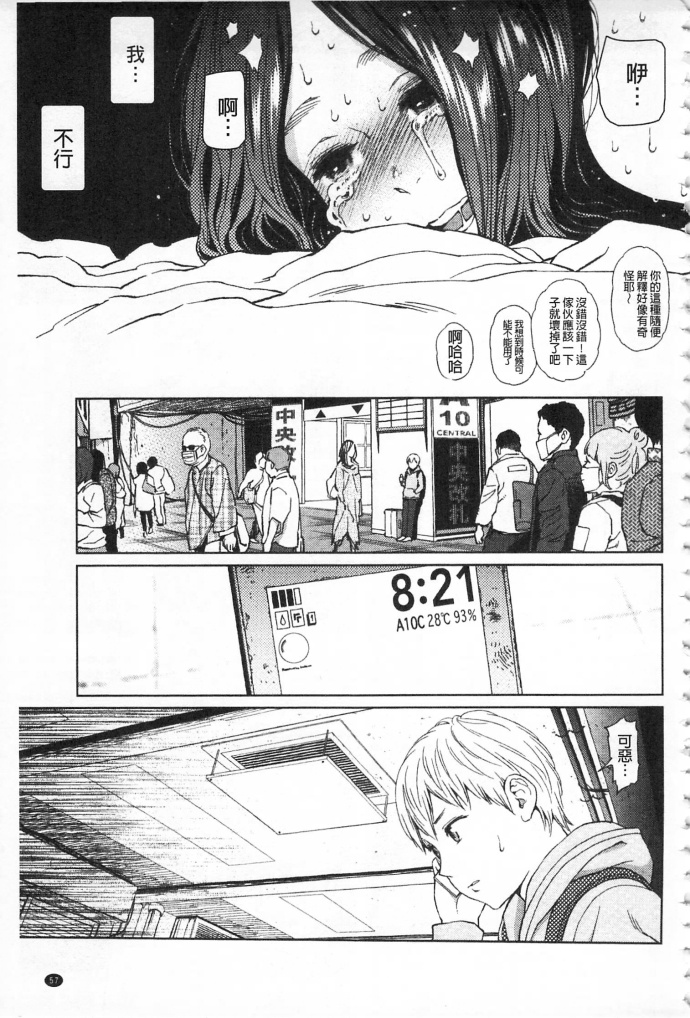 咿⋯
啊⋯
我⋯
不行
你的這種隨便
解釋好像有奇
怪耶~
沒錯沒錯!這
傢伙應該一下
子就壞掉了吧
我想到時候可
能不能用了
啊哈哈
中央改
▲ ▼
A
10
CENTRAL
中央改札
8:21
A10C 28℃ 93%
可惡⋯
57